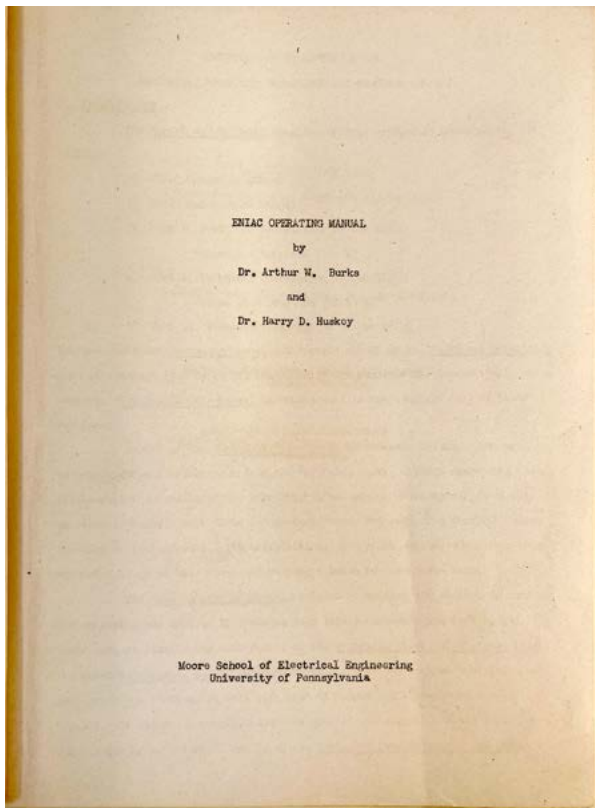 ENIAC OPERATING MANUAL
by
Dr. Arthur W. Burks
and
Dr. Harry D. Huskey
Moore School of Electrical Engineering
University of Pennsylvania